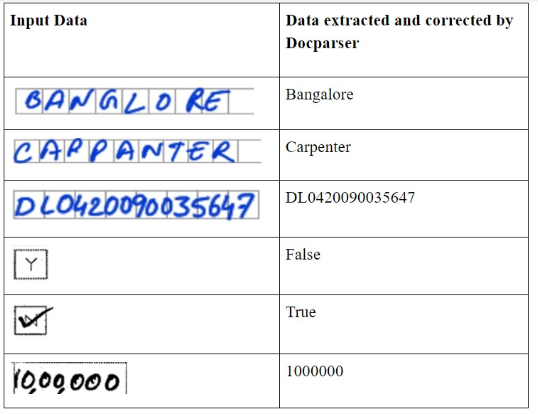 Input Data
Data extracted and corrected by
Docparser
BANGLORE
Bangalore
CARPANTER
Carpenter
DL0420090035647
DL0420090035647
Y
False
True
10,00,000
1000000